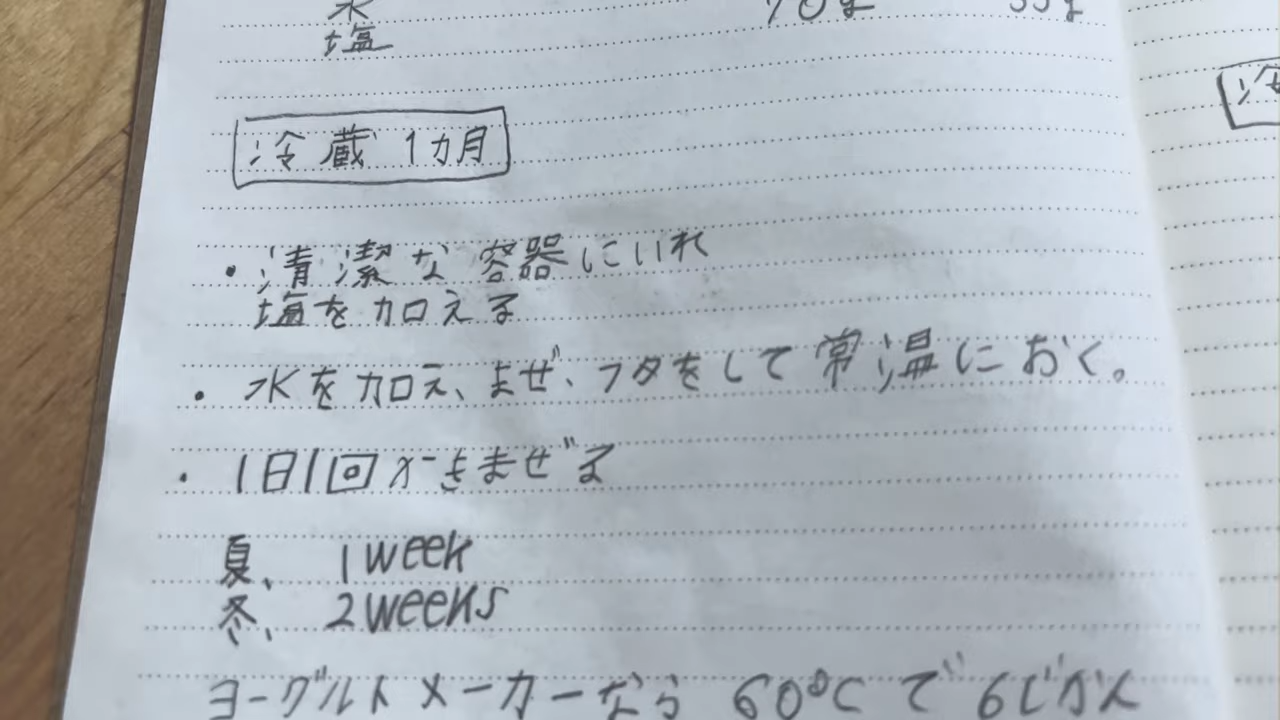 塩
冷蔵 1カ月
・清潔な容器にいれ
塩を加える
・水を加え、まぜ、フタをして常温におく。
・1日1回かきまぜる
夏、 1week
冬、 2weeks
ヨーグルトメーカーなら 60°Cで6じかん